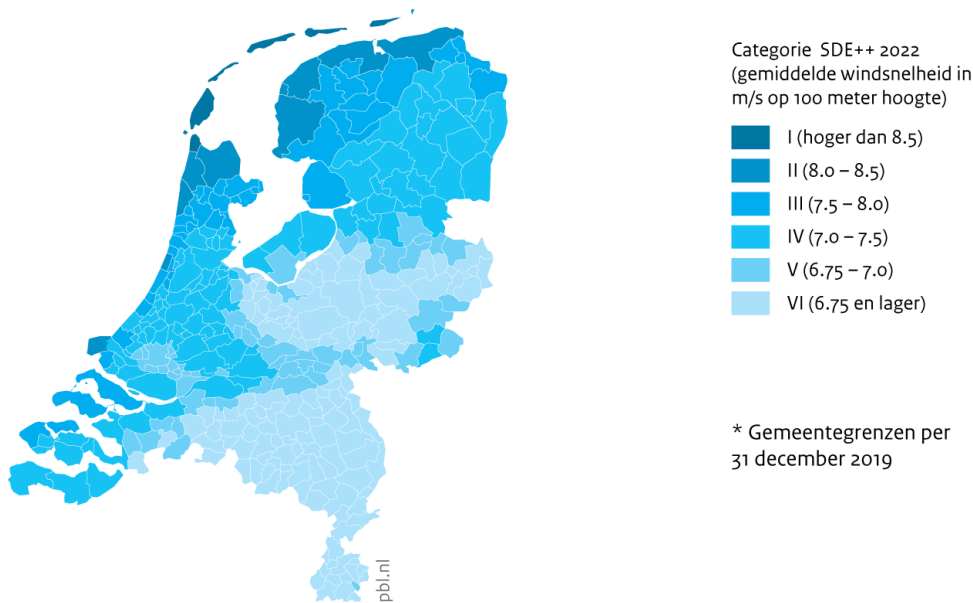 Categorie SDE++ 2022
(gemiddelde windsnelheid in
m/s op 100 meter hoogte)
I (hoger dan 8.5)
II (8.0 – 8.5)
III (7.5 – 8.0)
IV (7.0 – 7.5)
V (6.75 – 7.0)
VI (6.75 en lager)
* Gemeentegrenzen per
31 december 2019
pbl.nl